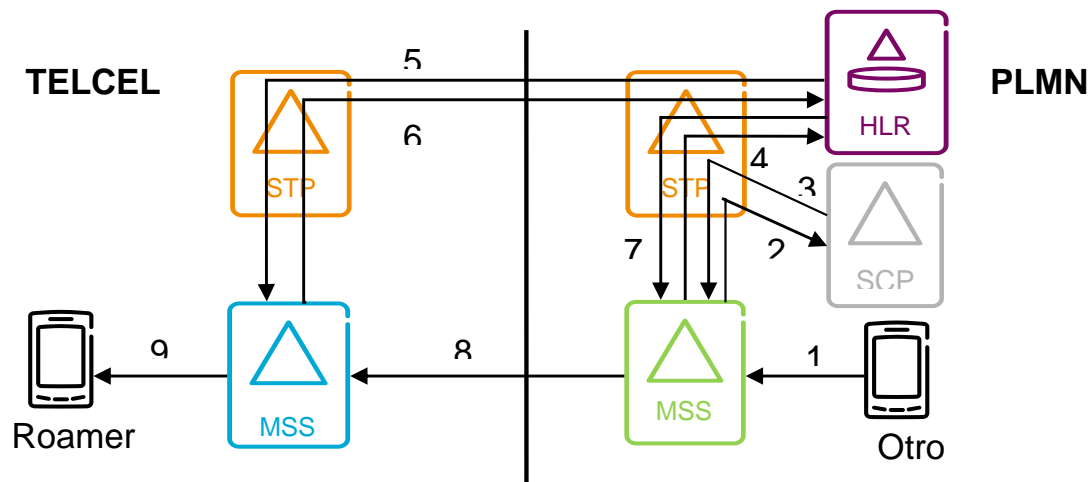 TELCEL
PLMN
5
6
HLR
STP
STP
4
3
7
2
SCP
9
8
1
MSS
MSS
Roamer
Otro